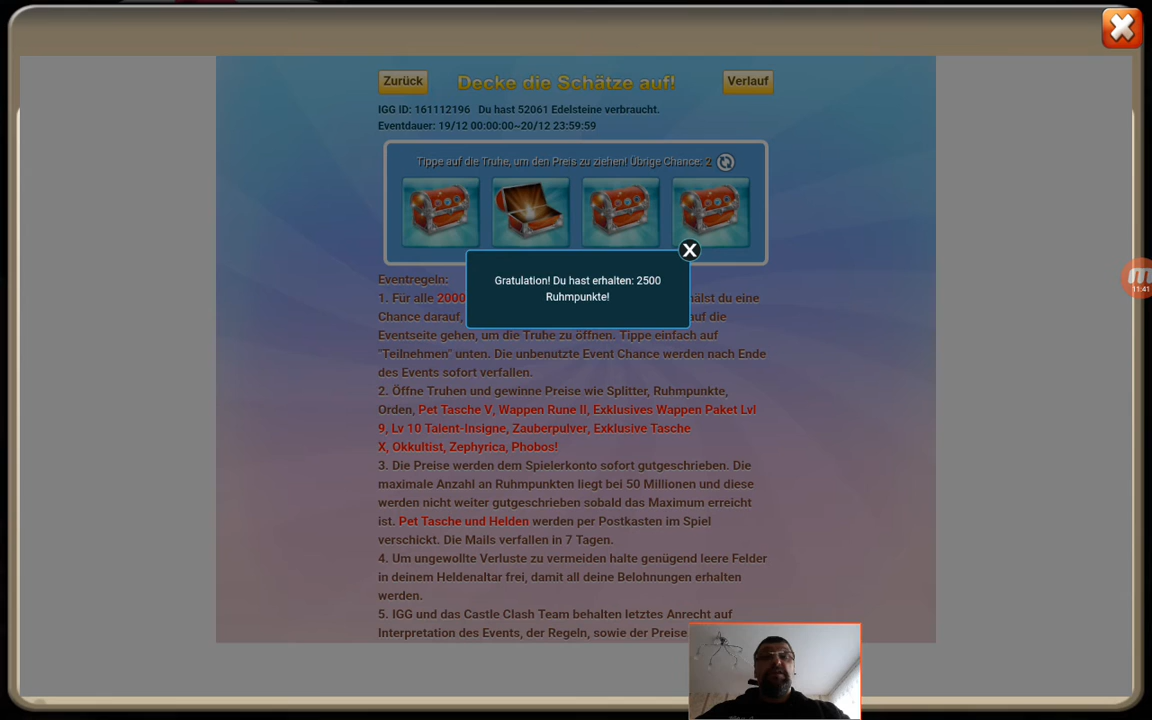 Zurück
Decke die Schätze auf!
Verlauf
IGG ID: 161112196 Du hast 52061 Edelsteine verbraucht.
Eventdauer: 19/12 00:00:00~20/12 23:59:59
Tippe auf die Truhe, um den Preis zu ziehen! Übrige Chance: 2
X
Gratulation! Du hast erhalten: 2500
Ruhmpunkte!
11:41
Eventregeln:
1. Für alle 2000 hälst du eine
Chance darauf, auf die
Eventseite gehen, um die Truhe zu öffnen. Tippe einfach auf
"Teilnehmen" unten. Die unbenutzte Event Chance werden nach Ende
des Events sofort verfallen.
2. Öffne Truhen und gewinne Preise wie Splitter, Ruhmpunkte,
Orden, Pet Tasche V, Wappen Rune II, Exklusives Wappen Paket Lvl
9, Lv 10 Talent-Insigne, Zauberpulver, Exklusive Tasche
X, Okkultist, Zephyrica, Phobos!
3. Die Preise werden dem Spielerkonto sofort gutgeschrieben. Die
maximale Anzahl an Ruhmpunkten liegt bei 50 Millionen und diese
werden nicht weiter gutgeschrieben sobald das Maximum erreicht
ist. Pet Tasche und Helden werden per Postkasten im Spiel
verschickt. Die Mails verfallen in 7 Tagen.
4. Um ungewollte Verluste zu vermeiden halte genügend leere Felder
in deinem Heldenaltar frei, damit all deine Belohnungen erhalten
werden.
5. IGG und das Castle Clash Team behalten letztes Anrecht auf
Interpretation des Events, der Regeln, sowie der Preise